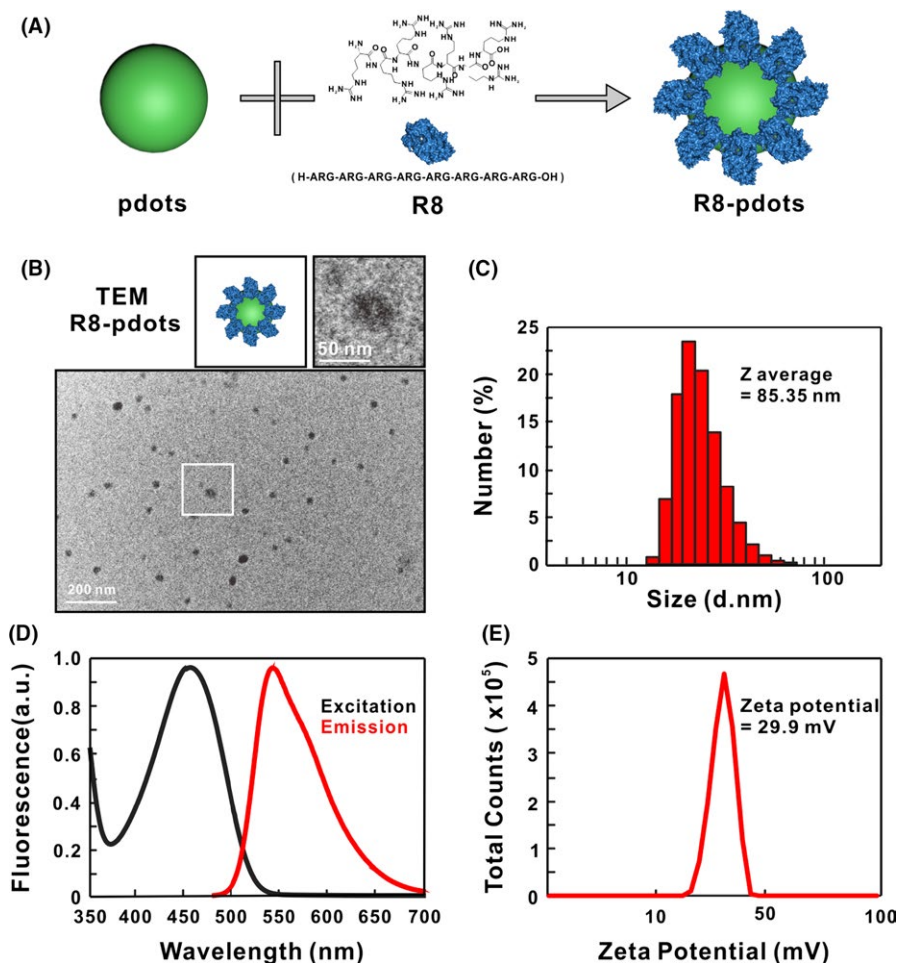 (A)
pdots
(H-ARG-ARG-ARG-ARG-ARG-ARG-ARG-ARG-OH)
R8
R8-pdots
(B)
TEM
R8-pdots
50 nm
200 nm
(C)
Number (%)
25
20
15
10
5
0
Z average
= 85.35 nm
10
100
Size (d.nm)
(D)
Fluorescence(a.u.)
1.0
0.8
0.6
0.4
0.2
0
Excitation
Emission
350
400
450
500
550
600
650
700
Wavelength (nm)
(E)
Total Counts ( x10⁵)
5
4
3
2
1
0
Zeta potential
= 29.9 mV
10
50
100
Zeta Potential (mV)